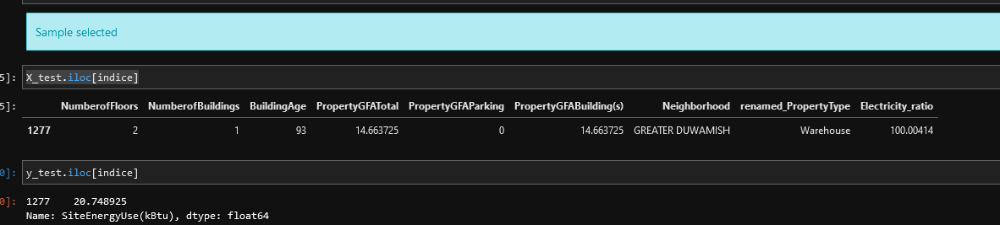 Sample selected
5]: X_test.iloc[indice]
5]: NumberofFloors NumberofBuildings BuildingAge PropertyGFATotal PropertyGFAParking PropertyGFABuilding(s) Neighborhood renamed_PropertyType Electricity_ratio
1277 2 1 93 14.663725 0 14.663725 GREATER DUWAMISH Warehouse 100.00414
0]: y_test.iloc[indice]
0]: 1277 20.748925
Name: SiteEnergyUse(kBtu), dtype: float64